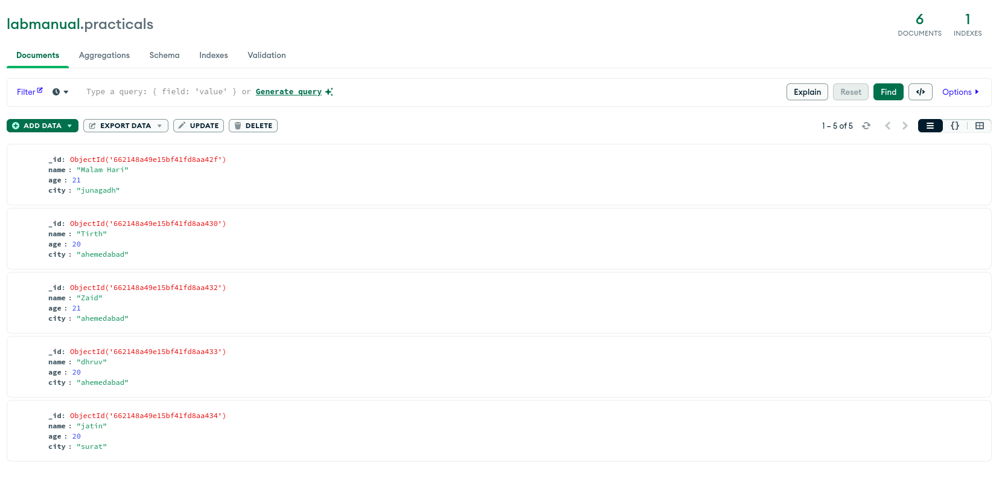 labmanual.practicals
6
DOCUMENTS
1
INDEXES
Documents Aggregations Schema Indexes Validation
Filter Type a query: { field: 'value' } or Generate query Explain Reset Find </> Options
ADD DATA EXPORT DATA UPDATE DELETE 1 – 5 of 5 {}
_id: ObjectId('662148a49e15bf41fd8aa42f')
name : "Malam Hari"
age : 21
city : "junagadh"
_id: ObjectId('662148a49e15bf41fd8aa430')
name : "Tirth"
age : 20
city : "ahemedabad"
_id: ObjectId('662148a49e15bf41fd8aa432')
name : "Zaid"
age : 21
city : "ahemedabad"
_id: ObjectId('662148a49e15bf41fd8aa433')
name : "dhruv"
age : 20
city : "ahemedabad"
_id: ObjectId('662148a49e15bf41fd8aa434')
name : "jatin"
age : 20
city : "surat"